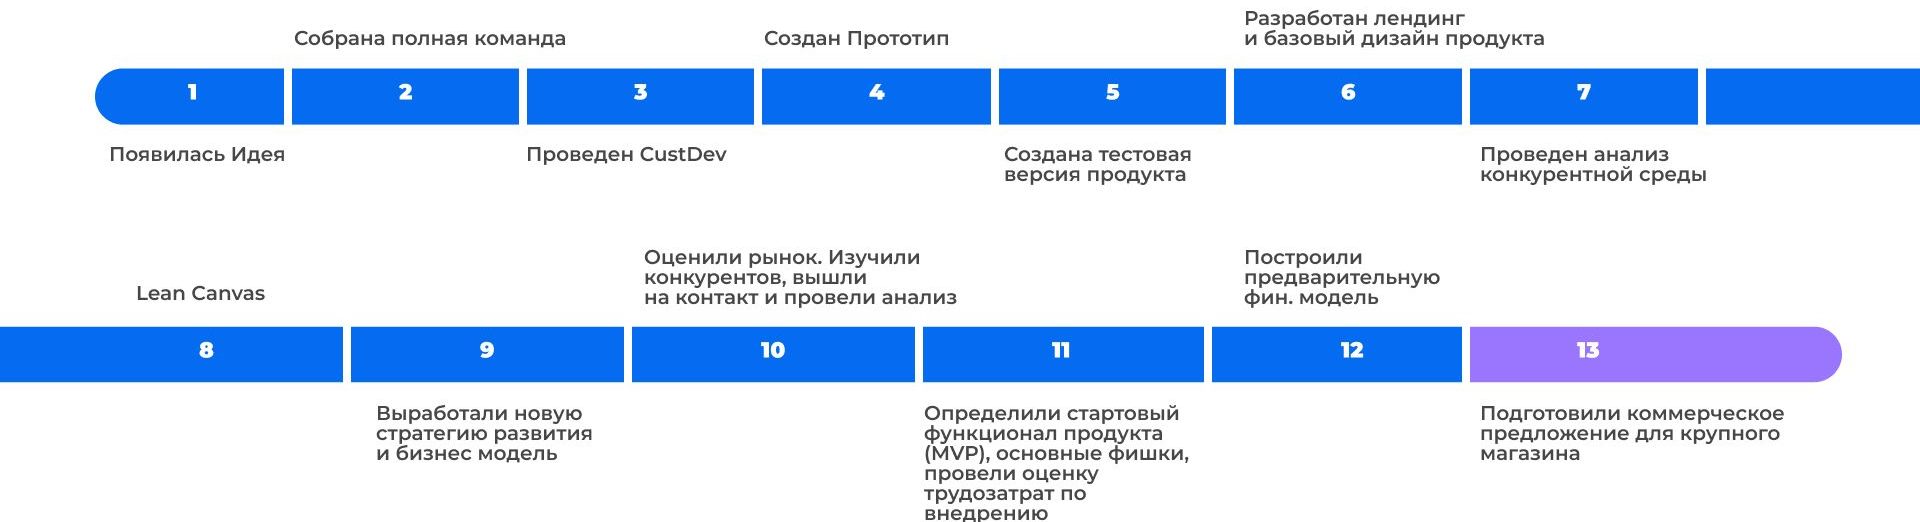 Разработан лендинг
и базовый дизайн продукта
Собрана полная команда
Создан Прототип
1
2
3
4
5
6
7
Появилась Идея
Проведен CustDev
Создана тестовая
версия продукта
Проведен анализ
конкурентной среды
Lean Canvas
Оценили рынок. Изучили
конкурентов, вышли
на контакт и провели анализ
Построили
предварительную
фин. модель
8
9
10
11
12
13
Выработали новую
стратегию развития
и бизнес модель
Определили стартовый
функционал продукта
(MVP), основные фишки,
провели оценку
трудозатрат по
внедрению
Подготовили коммерческое
предложение для крупного
магазина